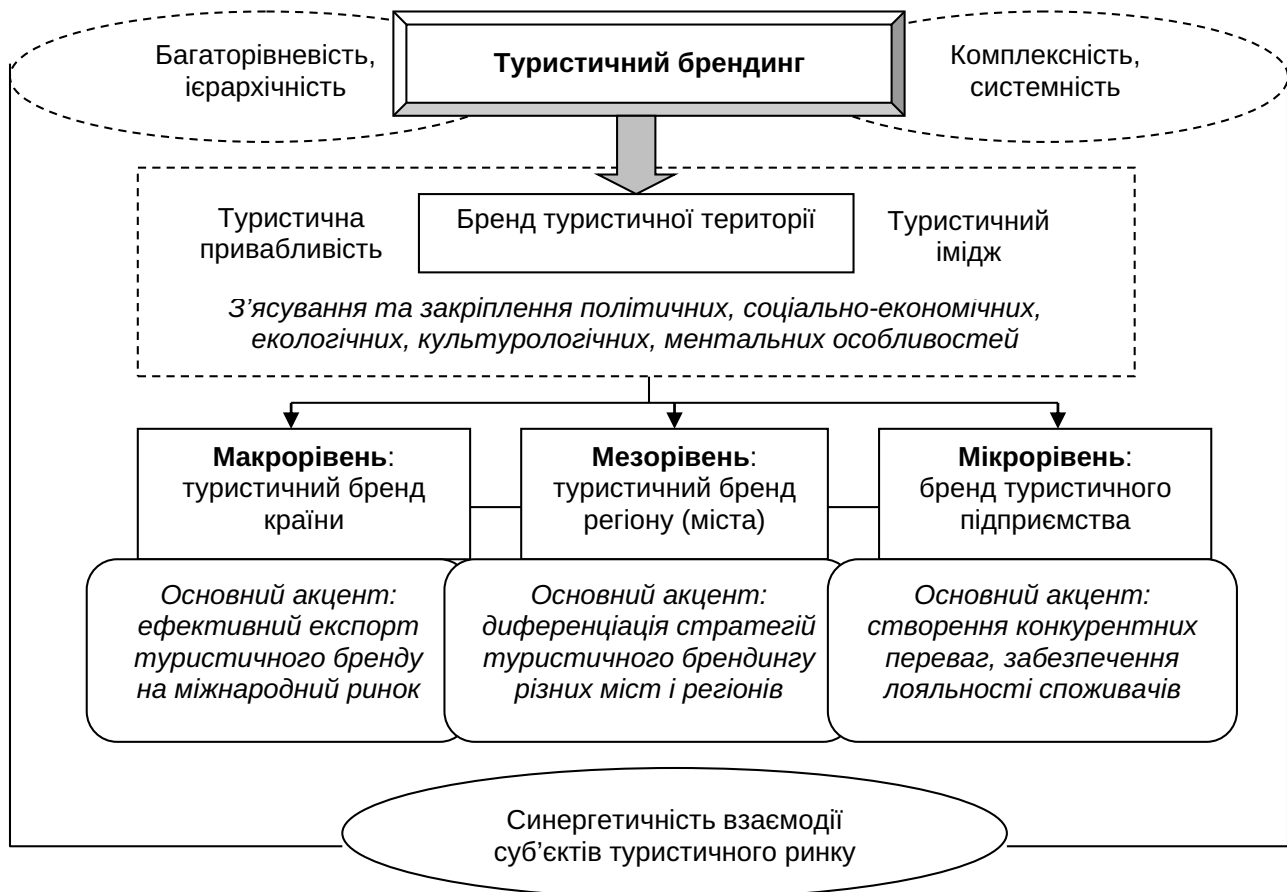 Багаторівневість,
ієрархічність
Туристичний брендинг
Комплексність,
системність
Туристична
привабливість
Бренд туристичної території
Туристичний
імідж
З’ясування та закріплення політичних, соціально-економічних,
екологічних, культурологічних, ментальних особливостей
Макрорівень:
туристичний бренд
країни
Мезорівень:
туристичний бренд
регіону (міста)
Мікрорівень:
бренд туристичного
підприємства
Основний акцент:
ефективний експорт
туристичного бренду
на міжнародний ринок
Основний акцент:
диференціація стратегій
туристичного брендингу
різних міст і регіонів
Основний акцент:
створення конкурентних
переваг, забезпечення
лояльності споживачів
Синергетичність взаємодії
суб’єктів туристичного ринку